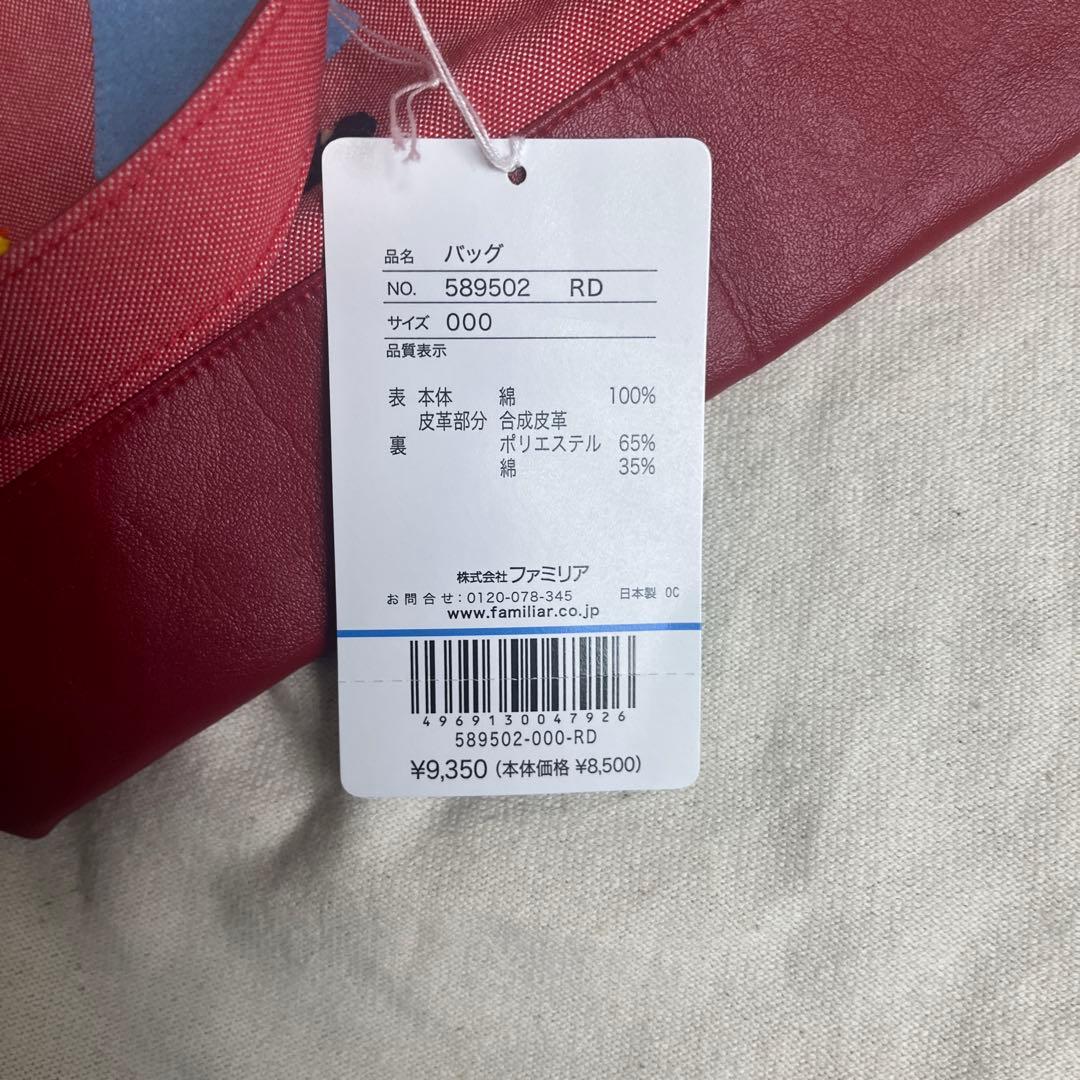 品名 バッグ
NO. 589502 RD
サイズ 000
品質表示
表 本体 綿 100%
皮革部分 合成皮革
裏 ポリエステル 65%
綿 35%
株式会社ファミリア
お問合せ：0120-078-345 日本製 OC
www.familiar.co.jp
4969130047926
589502-000-RD
¥9,350 (本体価格 ¥8,500)